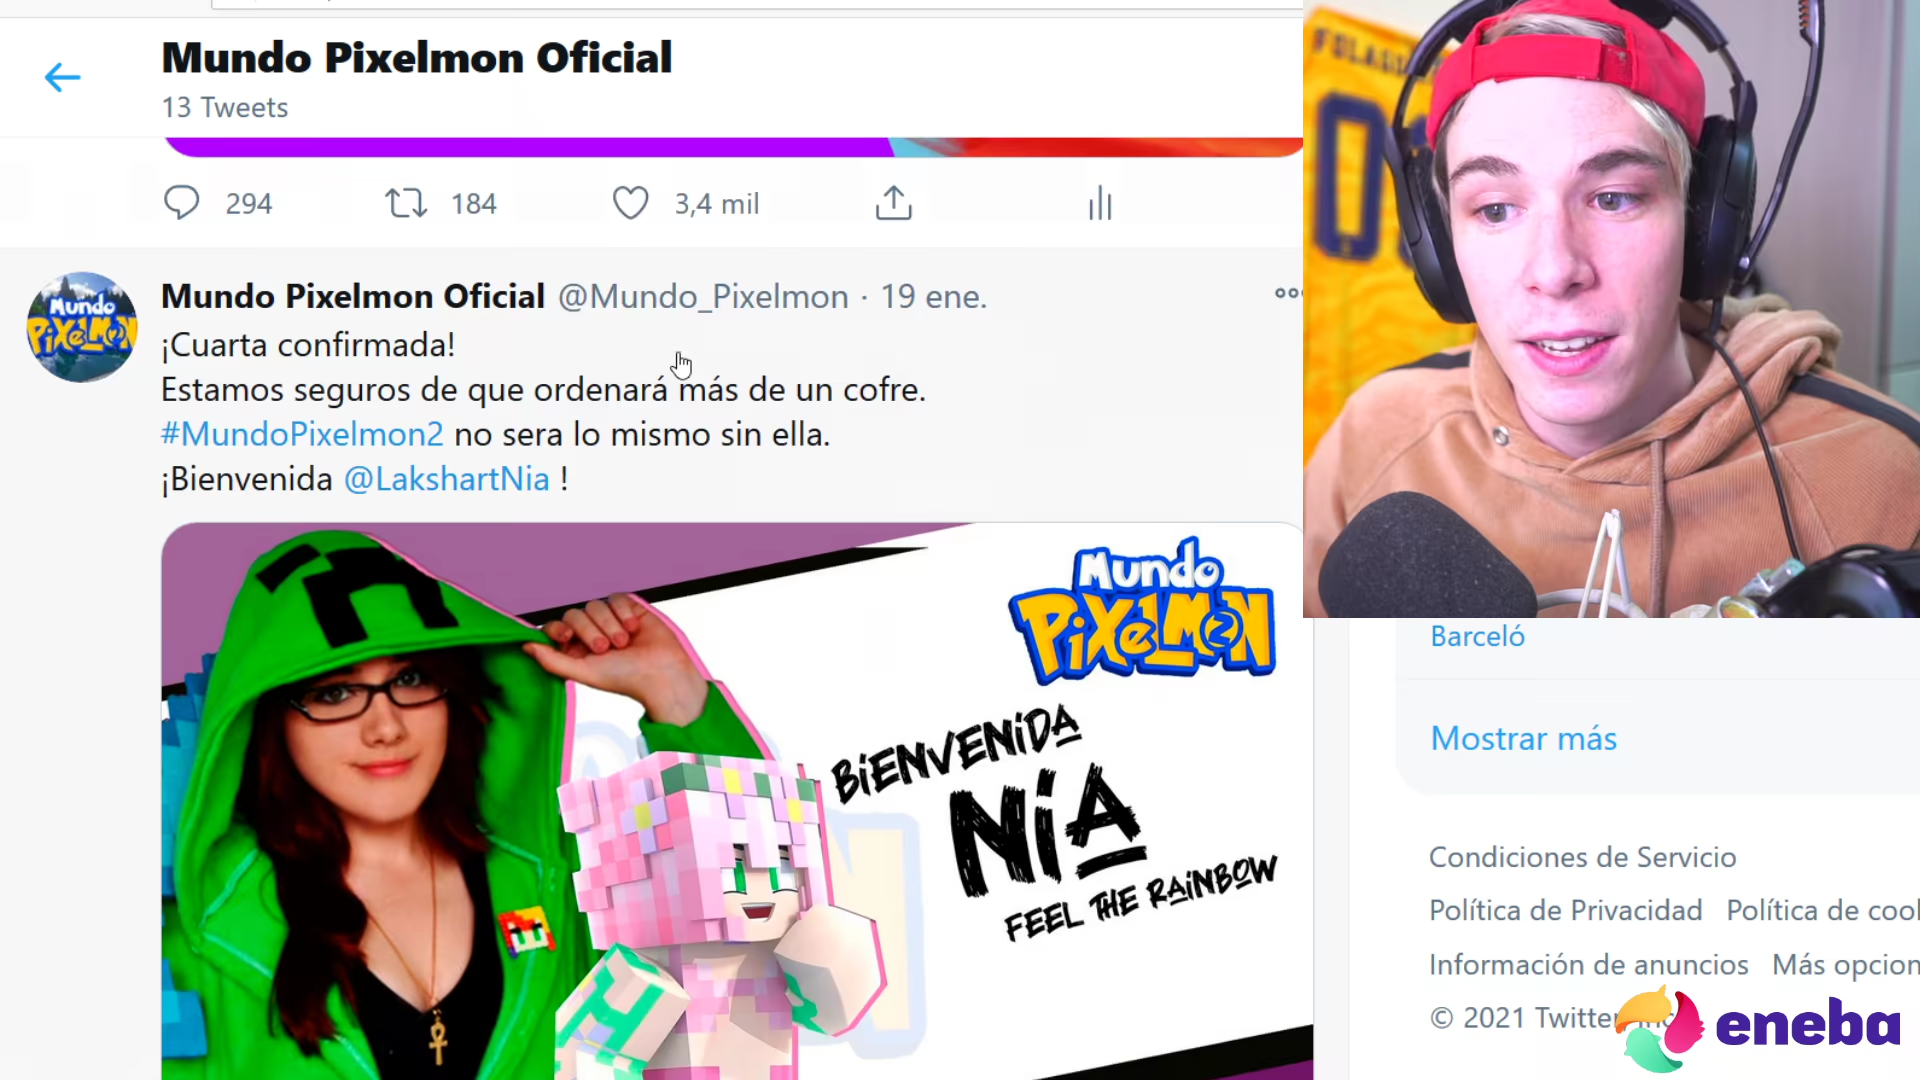 Mundo Pixelmon Oficial
13 Tweets
294 184 3,4 mil
Mundo Pixelmon Oficial @Mundo_Pixelmon · 19 ene.
¡Cuarta confirmada!
Estamos seguros de que ordenará más de un cofre.
#MundoPixelmon2 no sera lo mismo sin ella.
¡Bienvenida @LakshartNia !
Mundo
PiXeLMON
2
Mundo
PiXELMON
2
BiENVENiDA
NiA
FEEL THE RAiNBOW
Barceló
Mostrar más
Condiciones de Servicio
Política de Privacidad Política de
Información de anuncios Más
© 2021 Twitter
eneba